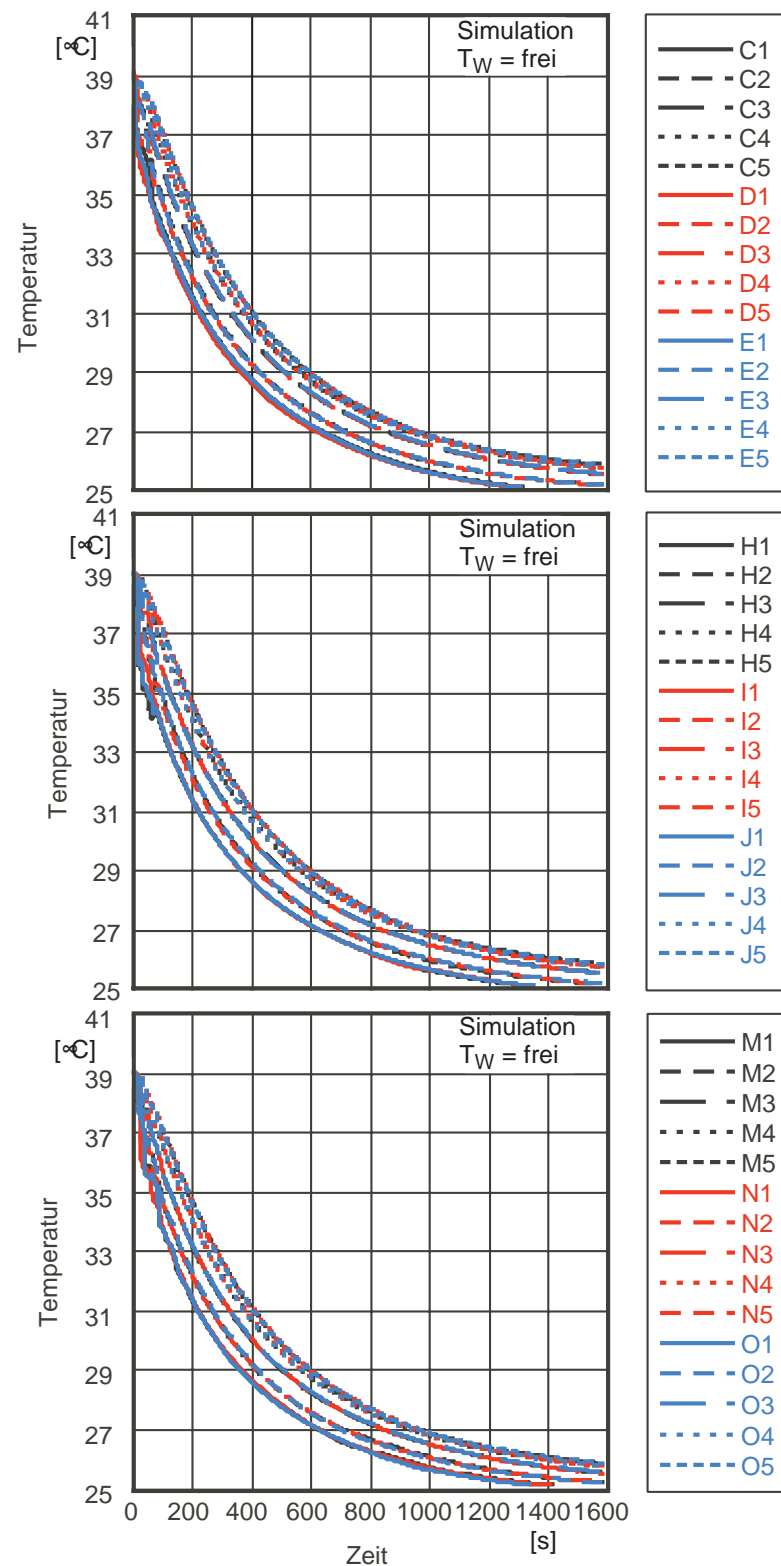 41
[°C]
39
37
35
33
31
29
27
25
Temperatur
Simulation
TW = frei
C1
C2
C3
C4
C5
D1
D2
D3
D4
D5
E1
E2
E3
E4
E5
41
[°C]
39
37
35
33
31
29
27
25
Temperatur
Simulation
TW = frei
H1
H2
H3
H4
H5
I1
I2
I3
I4
I5
J1
J2
J3
J4
J5
41
[°C]
39
37
35
33
31
29
27
25
Temperatur
Simulation
TW = frei
M1
M2
M3
M4
M5
N1
N2
N3
N4
N5
O1
O2
O3
O4
O5
0 200 400 600 800 1000 1200 1400 1600
[s]
Zeit